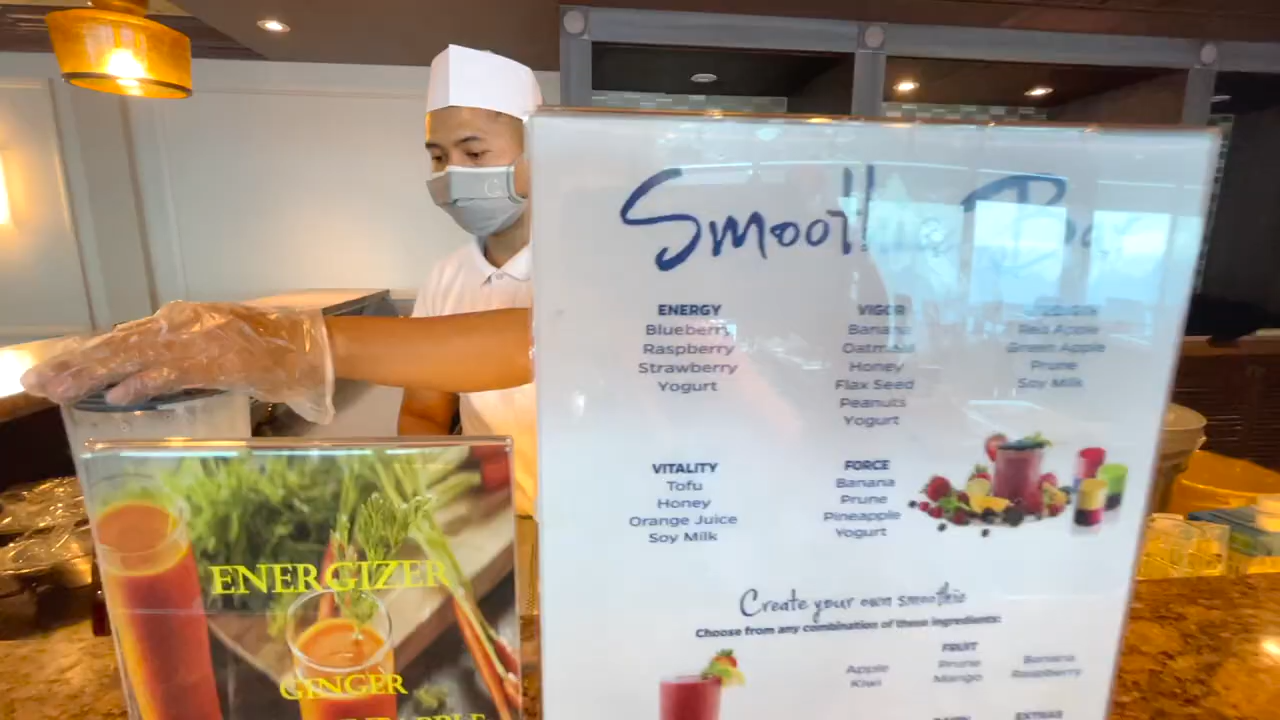 Smoothie
ENERGY
Blueberry
Raspberry
Strawberry
Yogurt
VIGOR
Banana
Oatmeal
Honey
Flax Seed
Peanuts
Yogurt
Red Apple
Green Apple
Prune
Soy Milk
VITALITY
Tofu
Honey
Orange Juice
Soy Milk
FORCE
Banana
Prune
Pineapple
Yogurt
Create your own smoothie
Choose from any combination of these ingredients:
FRUIT
Apple Prune Banana
Kiwi Mango Raspberry
EXTRAS
ENERGIZER
GINGER